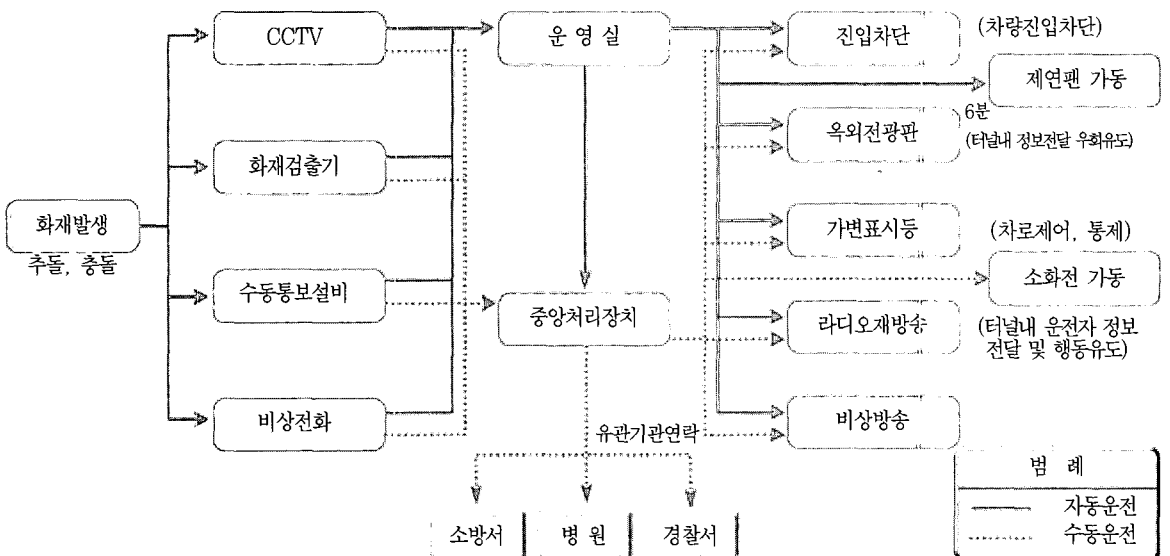 CCTV
운 영 실
진입차단
(차량진입차단)
제연팬 가동
6분
옥외전광판
(터널내 정보전달 우회유도)
화재검출기
화재발생
추돌, 충돌
가변표시등
(차로제어, 통제)
소화전 가동
수동통보설비
중앙처리장치
라디오재방송
(터널내 운전자 정보
전달 및 행동유도)
비상전화
비상방송
유관기관연락
소방서
병 원
경찰서
범 례
자동운전
수동운전